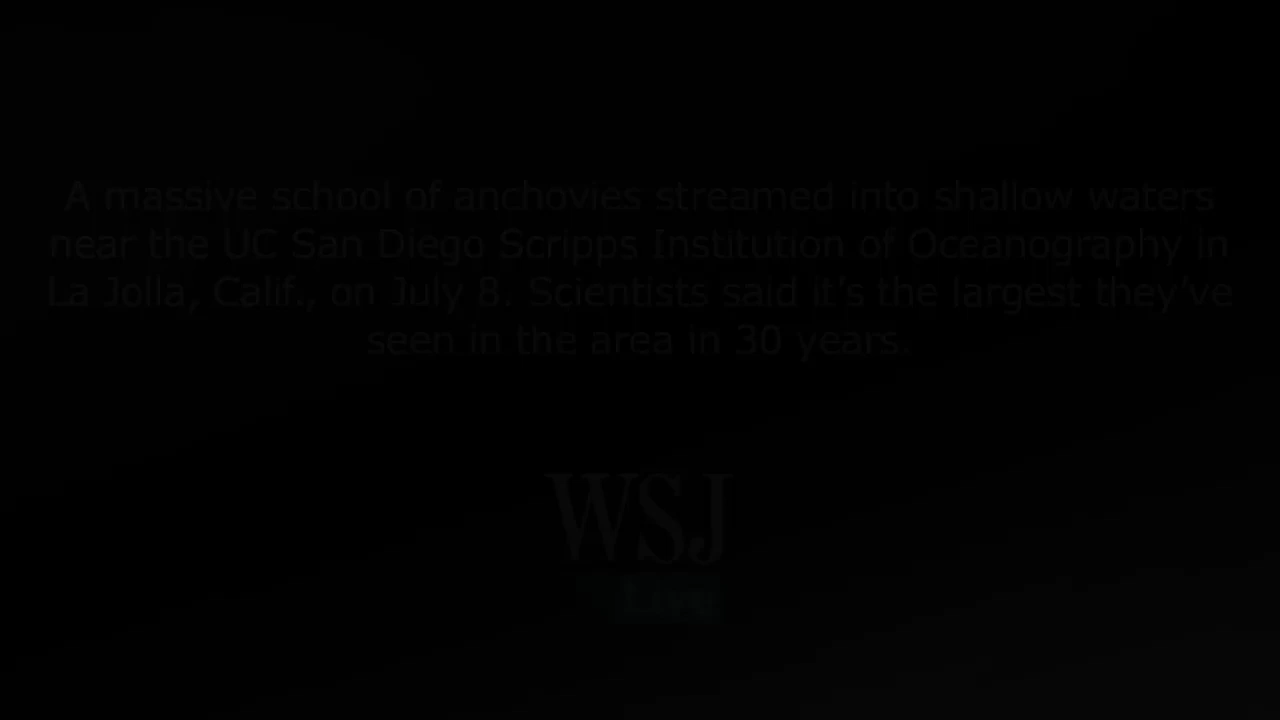 A massive school of anchovies streamed into shallow waters
near the UC San Diego Scripps Institution of Oceanography in
La Jolla, Calif., on July 8. Scientists said it's the largest they've
seen in the area in 30 years.
WSJ
Live